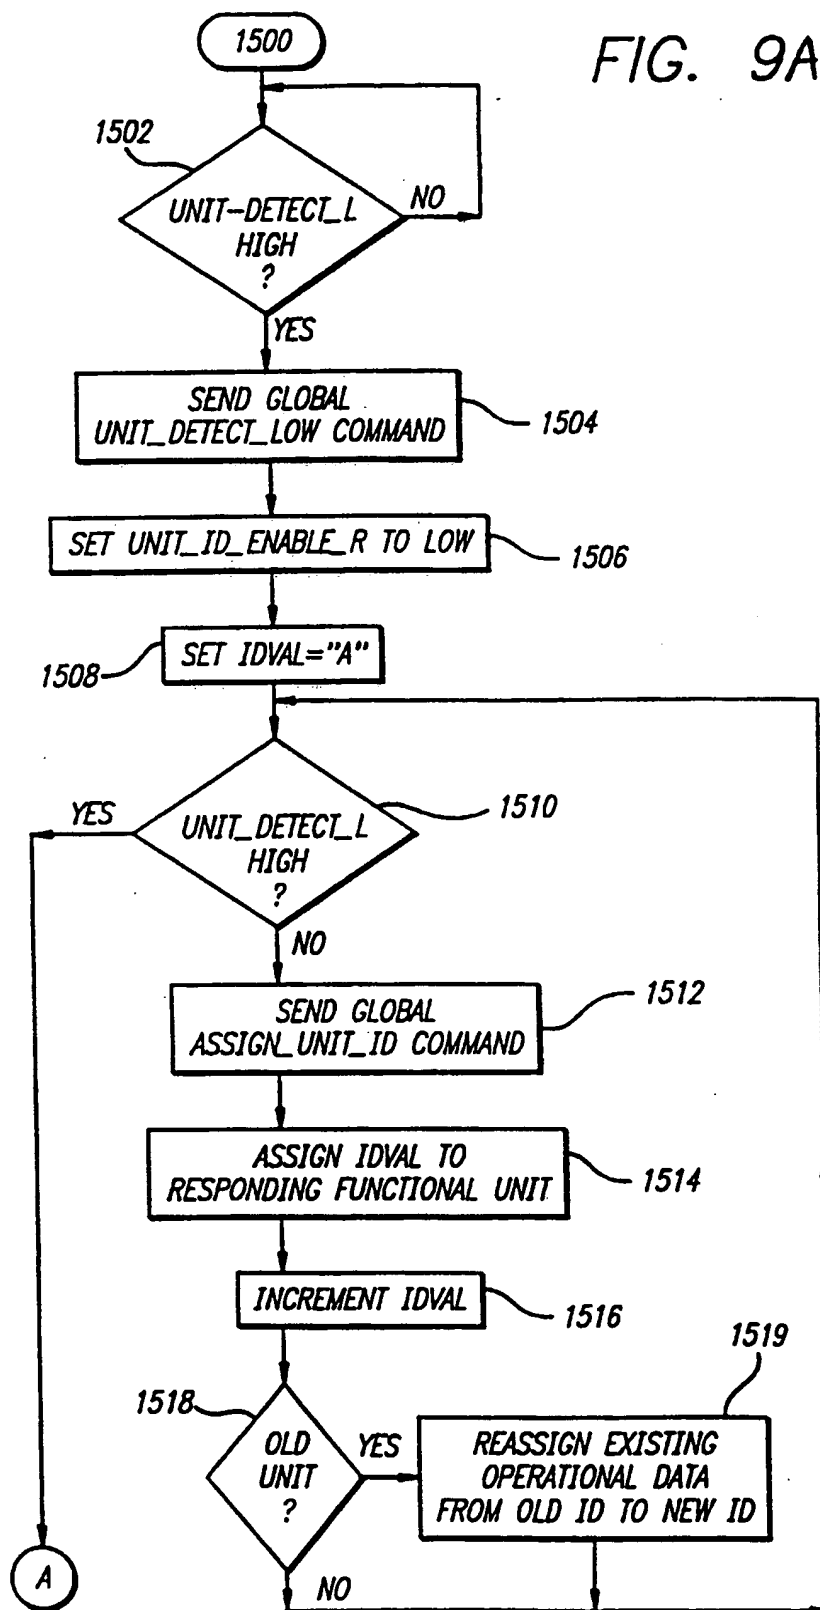 1500
FIG. 9A
1502
UNIT-DETECT_L
HIGH
?
NO
YES
SEND GLOBAL
UNIT_DETECT_LOW COMMAND
1504
SET UNIT_ID_ENABLE_R TO LOW
1506
SET IDVAL="A"
1508
YES
UNIT_DETECT_L
HIGH
?
1510
NO
SEND GLOBAL
ASSIGN_UNIT_ID COMMAND
1512
ASSIGN IDVAL TO
RESPONDING FUNCTIONAL UNIT
1514
INCREMENT IDVAL
1516
1518
OLD
UNIT
?
YES
1519
REASSIGN EXISTING
OPERATIONAL DATA
FROM OLD ID TO NEW ID
A
NO